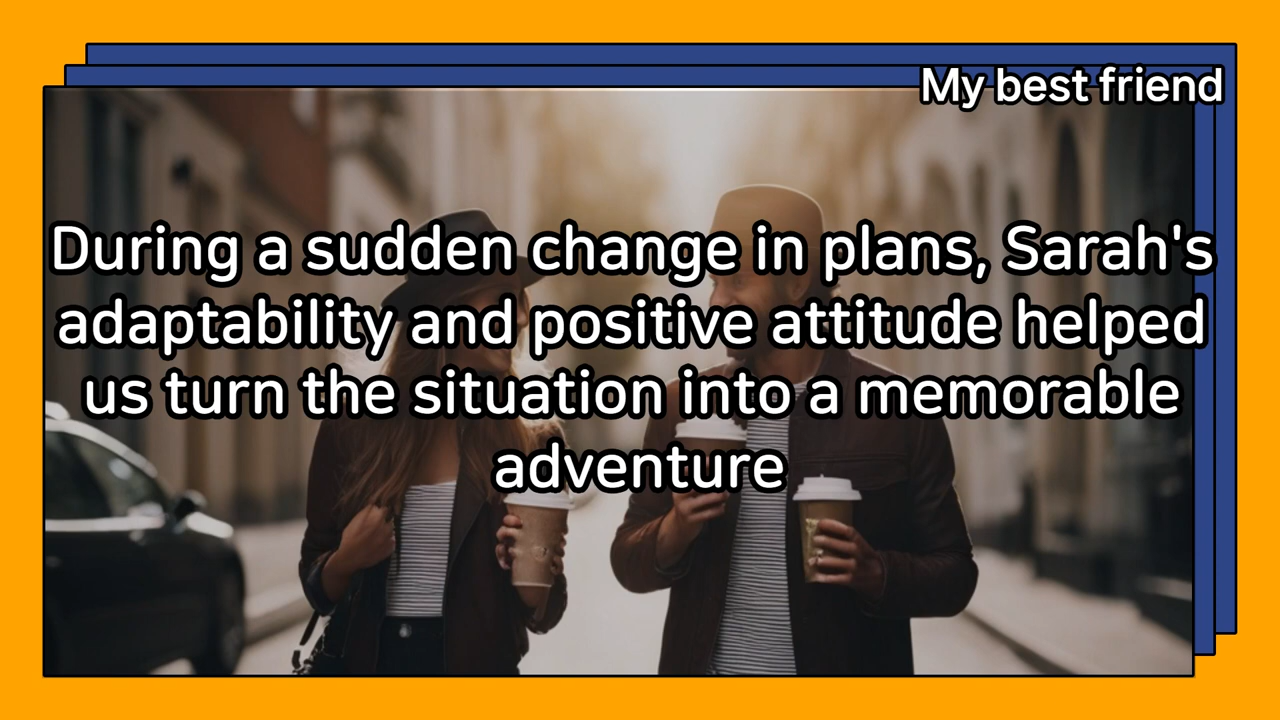 My best friend
During a sudden change in plans, Sarah's
adaptability and positive attitude helped
us turn the situation into a memorable
adventure